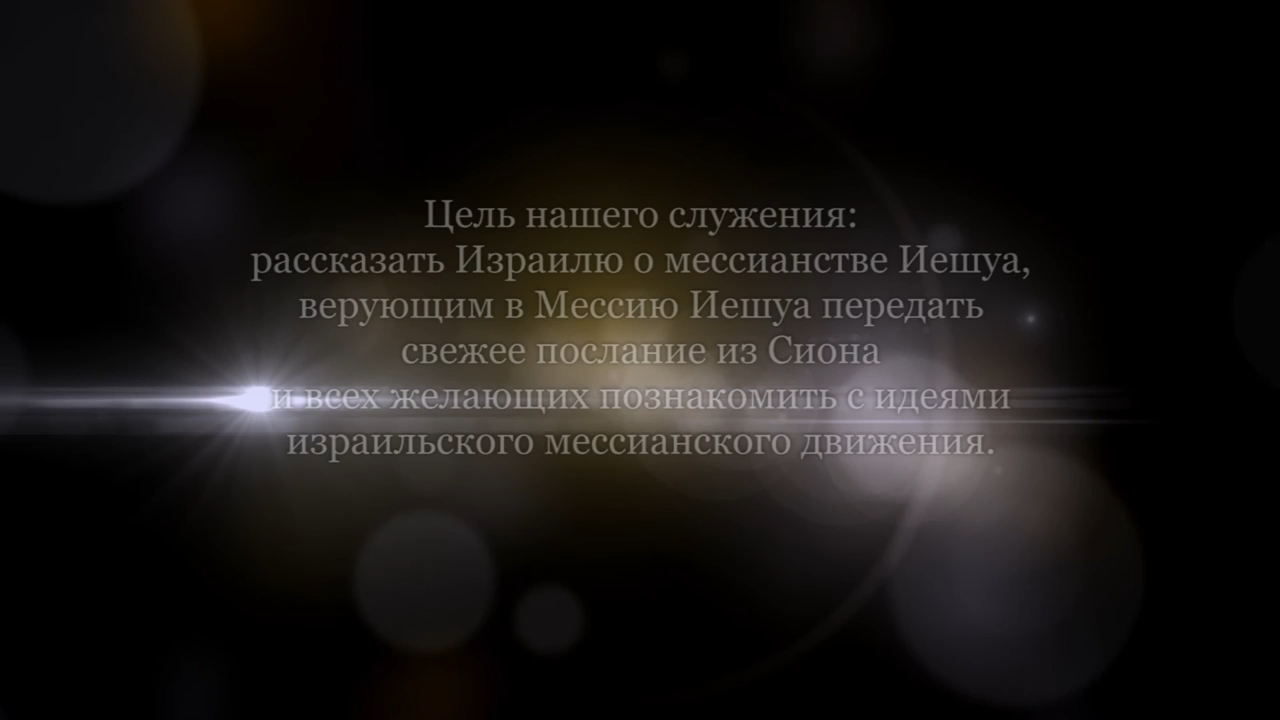 Цель нашего служения:
рассказать Израилю о мессианстве Иешуа,
верующим в Мессию Иешуа передать
свежее послание из Сиона
и всех желающих познакомить с идеями
израильского мессианского движения.